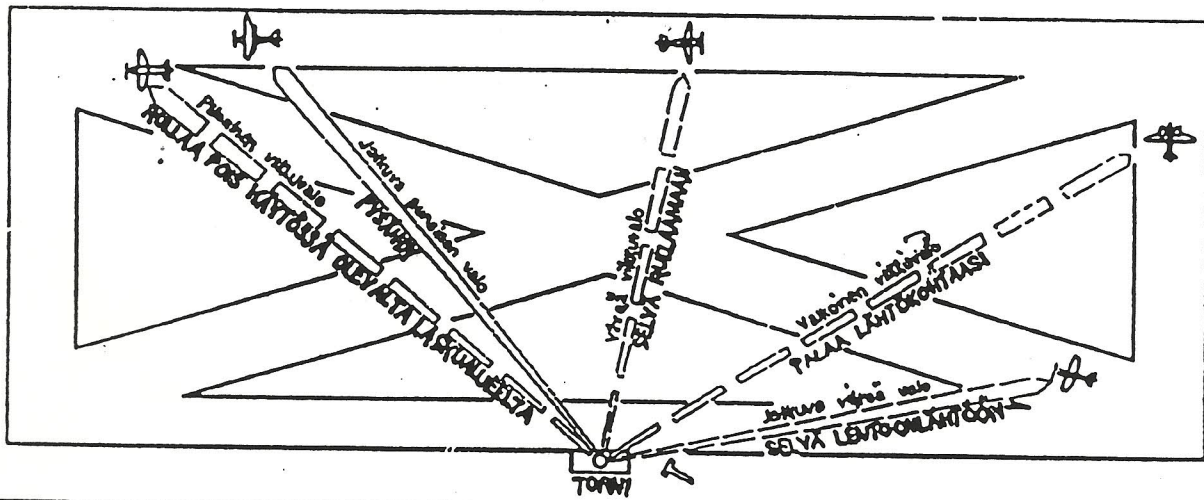 Punainen vilkkuvalo
RULLAA POIS KÄYTÖSSÄ OLEVALTA LASKUALUEELTA
Jatkuva punainen valo
PYSÄHDY
Vihreä vilkkuvalo
SELVÄ RULLAAMAAN
Valkoinen vilkkuvalo
PALAA LÄHTÖKOHTAASI
Jatkuva vihreä valo
SELVÄ LENTOONLÄHTÖÖN
TORNI